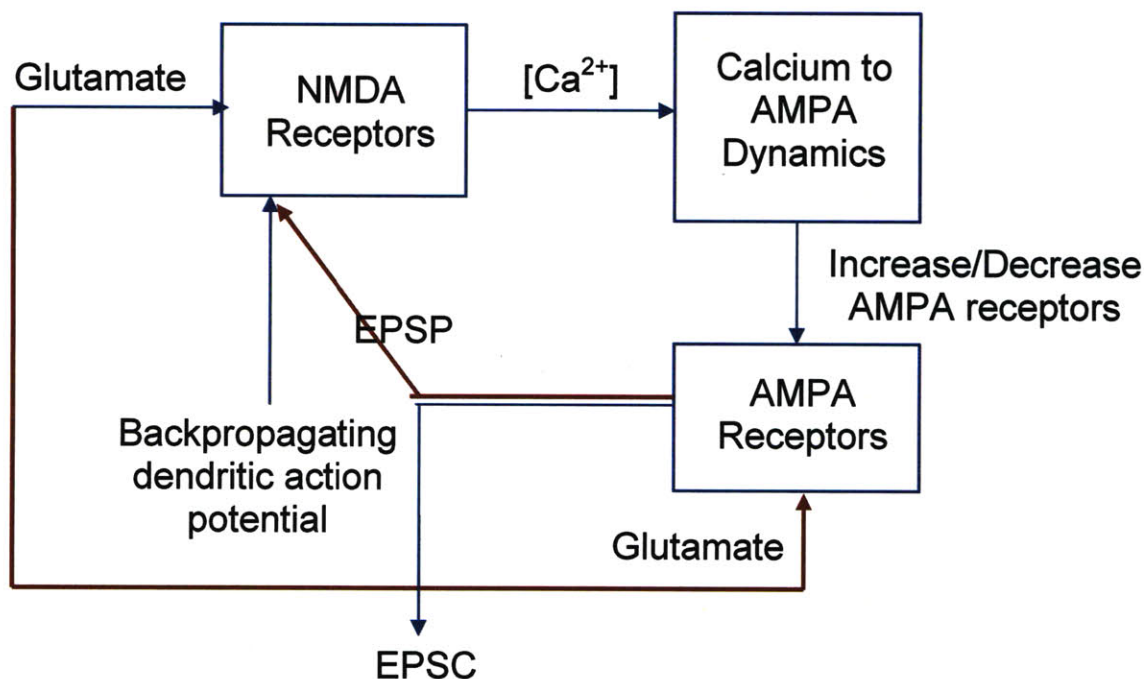 Glutamate
NMDA
Receptors
[Ca²⁺]
Calcium to
AMPA
Dynamics
Increase/Decrease
AMPA receptors
EPSP
AMPA
Receptors
Backpropagating
dendritic action
potential
Glutamate
EPSC